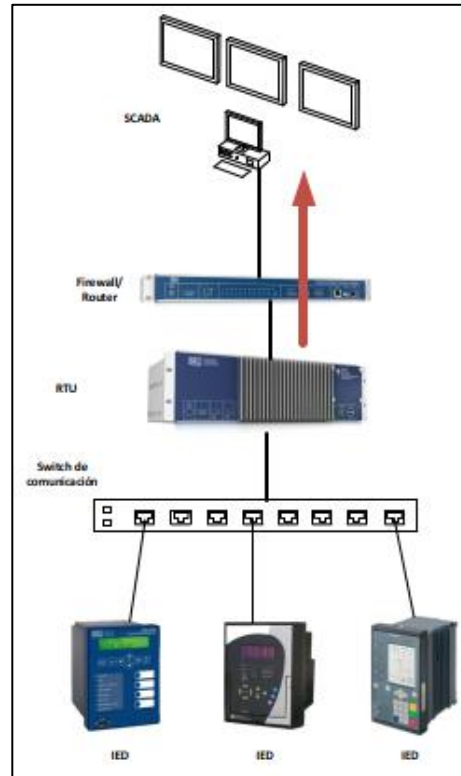 SCADA
Firewall/
Router
RTU
Switch de
comunicación
IED
IED
IED